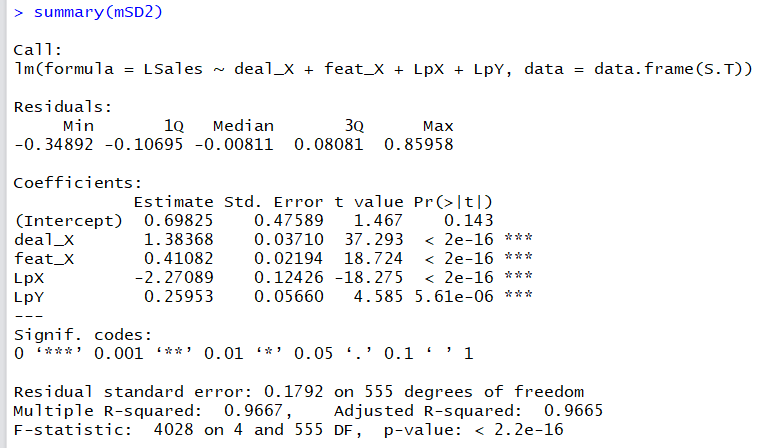 > summary(mSD2)
Call:
lm(formula = LSales ~ deal_X + feat_X + LpX + LpY, data = data.frame(S.T))
Residuals:
     Min       1Q   Median       3Q      Max
-0.34892 -0.10695 -0.00811  0.08081  0.85958
Coefficients:
            Estimate Std. Error t value Pr(>|t|)
(Intercept)  0.69825    0.47589   1.467    0.143
deal_X       1.38368    0.03710  37.293  < 2e-16 ***
feat_X       0.41082    0.02194  18.724  < 2e-16 ***
LpX         -2.27089    0.12426 -18.275  < 2e-16 ***
LpY          0.25953    0.05660   4.585 5.61e-06 ***
---
Signif. codes:
0 ‘***’ 0.001 ‘**’ 0.01 ‘*’ 0.05 ‘.’ 0.1 ‘ ’ 1
Residual standard error: 0.1792 on 555 degrees of freedom
Multiple R-squared:  0.9667,    Adjusted R-squared:  0.9665
F-statistic:  4028 on 4 and 555 DF,  p-value: < 2.2e-16